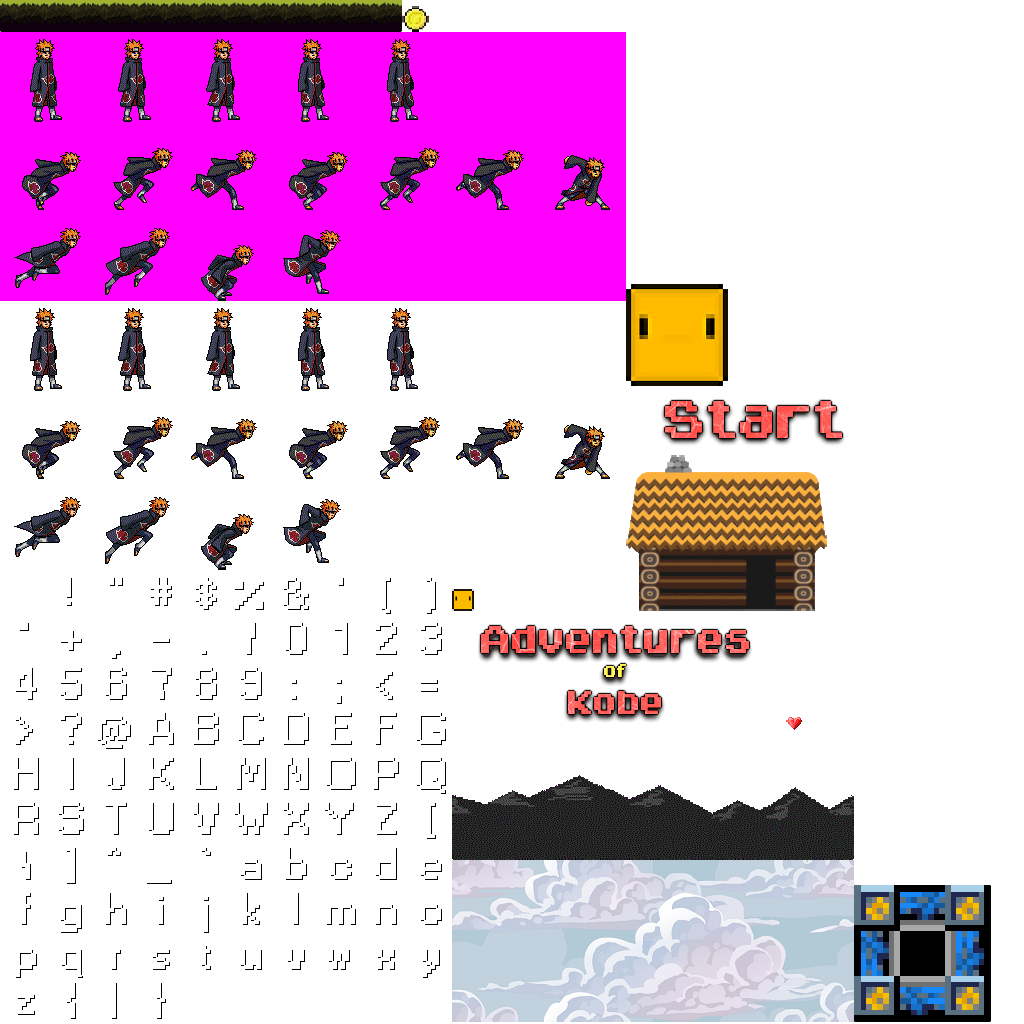 Start
! " # $ % & ' ( )
* + , - . / 0 1 2 3
4 5 6 7 8 9 : ; < =
> ? @ A B C D E F G
H I J K L M N O P Q
R S T U V W X Y Z [
\ ] ^ _ ` a b c d e
f g h i j k l m n o
p q r s t u v w x y
z { | }
Adventures
of
Kobe